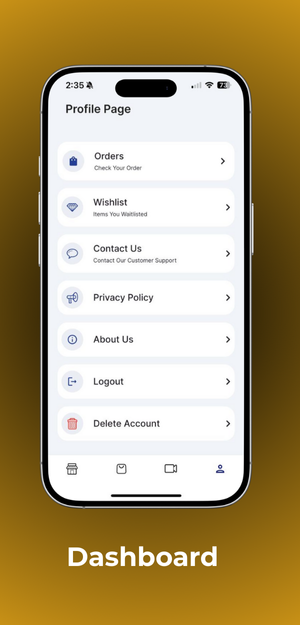 2:35
73
Profile Page
Orders
Check Your Order
Wishlist
Items You Waitlisted
Contact Us
Contact Our Customer Support
Privacy Policy
About Us
Logout
Delete Account
Dashboard